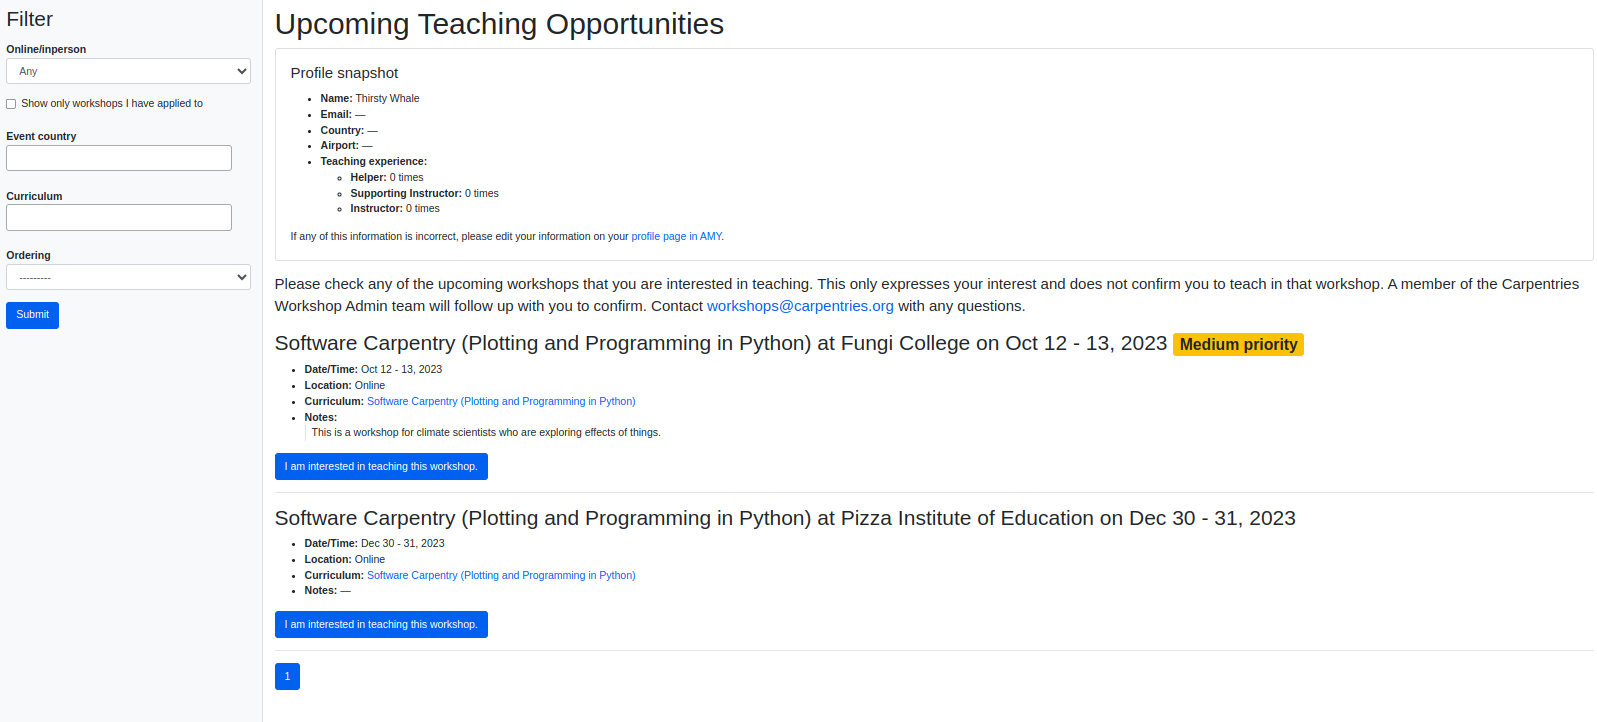 Filter
Online/inperson
Any
Show only workshops I have applied to
Event country
Curriculum
Ordering
---------
Submit
Upcoming Teaching Opportunities
Profile snapshot
Name: Thirsty Whale
Email: —
Country: —
Airport: —
Teaching experience:
Helper: 0 times
Supporting Instructor: 0 times
Instructor: 0 times
If any of this information is incorrect, please edit your information on your profile page in AMY.
Please check any of the upcoming workshops that you are interested in teaching. This only expresses your interest and does not confirm you to teach in that workshop. A member of the Carpentries
Workshop Admin team will follow up with you to confirm. Contact workshops@carpentries.org with any questions.
Software Carpentry (Plotting and Programming in Python) at Fungi College on Oct 12 - 13, 2023 Medium priority
Date/Time: Oct 12 - 13, 2023
Location: Online
Curriculum: Software Carpentry (Plotting and Programming in Python)
Notes:
This is a workshop for climate scientists who are exploring effects of things.
I am interested in teaching this workshop.
Software Carpentry (Plotting and Programming in Python) at Pizza Institute of Education on Dec 30 - 31, 2023
Date/Time: Dec 30 - 31, 2023
Location: Online
Curriculum: Software Carpentry (Plotting and Programming in Python)
Notes: —
I am interested in teaching this workshop.
1